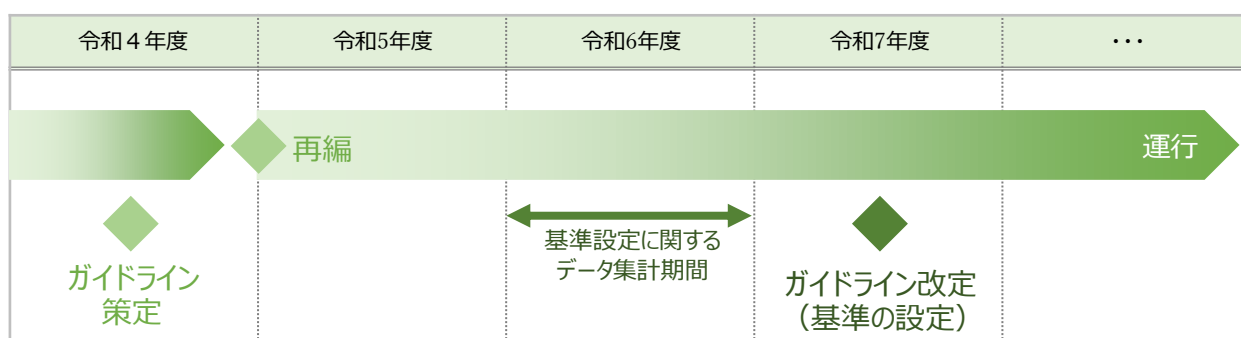 令和４年度
令和5年度
令和6年度
令和7年度
・・・
再編
運行
ガイドライン
策定
基準設定に関する
データ集計期間
ガイドライン改定
（基準の設定）